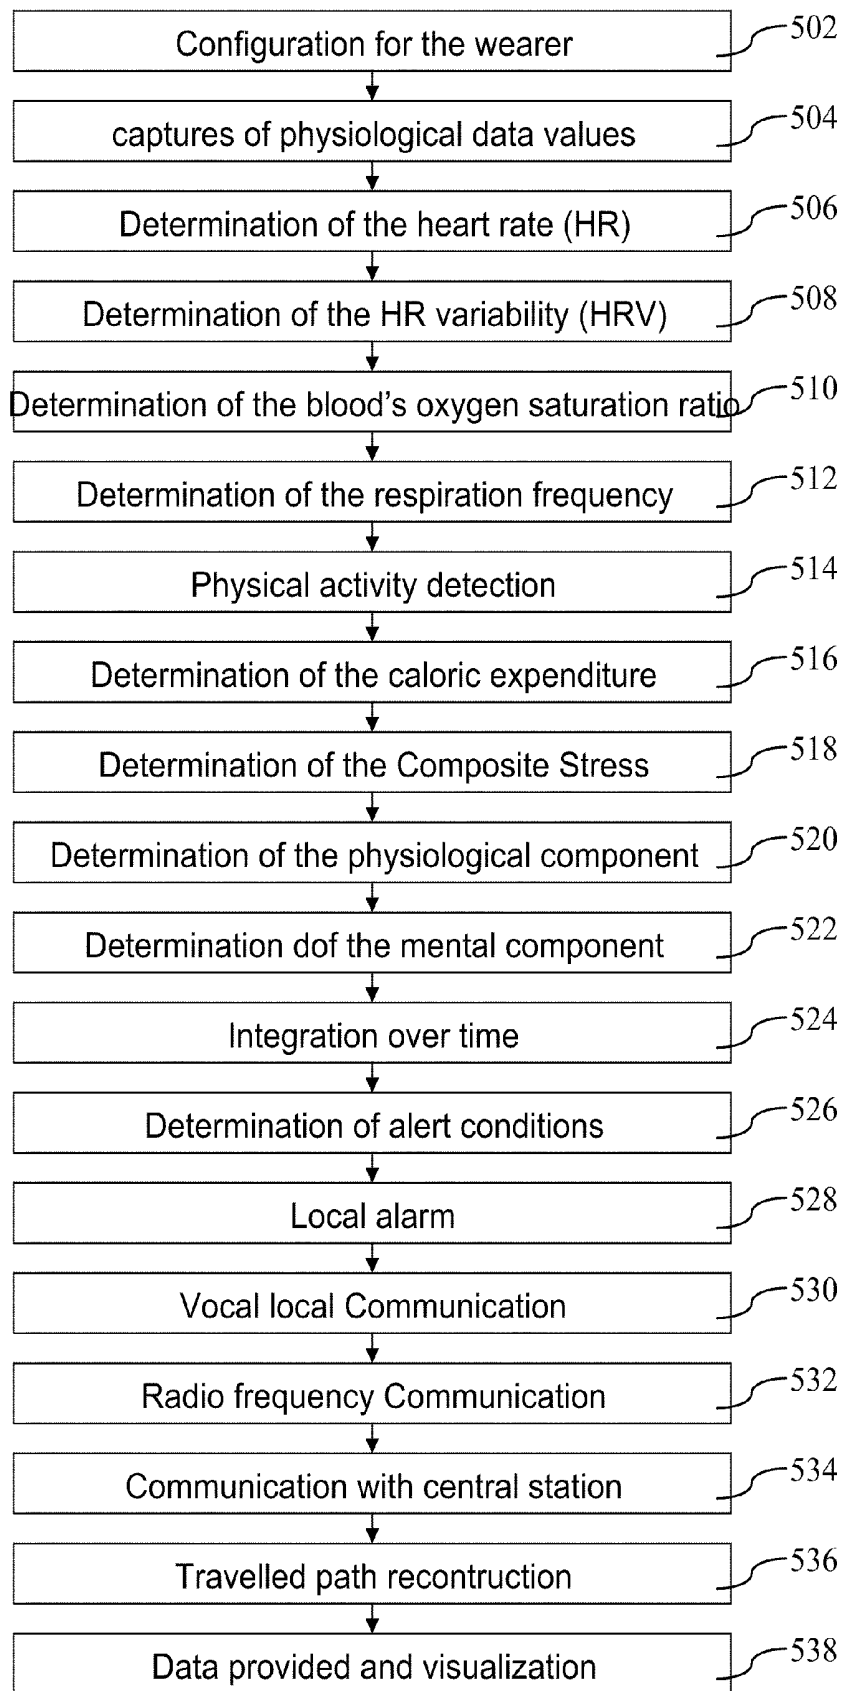 Configuration for the wearer 502
captures of physiological data values 504
Determination of the heart rate (HR) 506
Determination of the HR variability (HRV) 508
Determination of the blood's oxygen saturation ratio 510
Determination of the respiration frequency 512
Physical activity detection 514
Determination of the caloric expenditure 516
Determination of the Composite Stress 518
Determination of the physiological component 520
Determination dof the mental component 522
Integration over time 524
Determination of alert conditions 526
Local alarm 528
Vocal local Communication 530
Radio frequency Communication 532
Communication with central station 534
Travelled path recontruction 536
Data provided and visualization 538